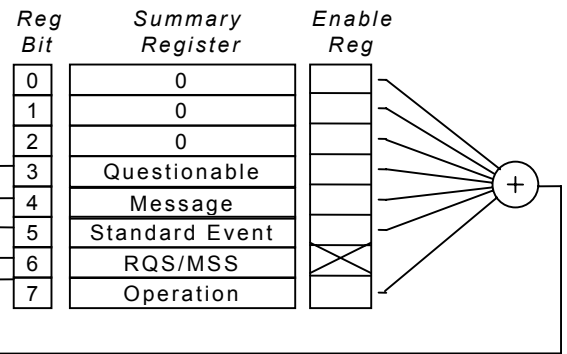 Reg Summary Enable
Bit Register Reg
0 0
1 0
2 0
3 Questionable
4 Message
5 Standard Event
6 RQS/MSS
7 Operation
+